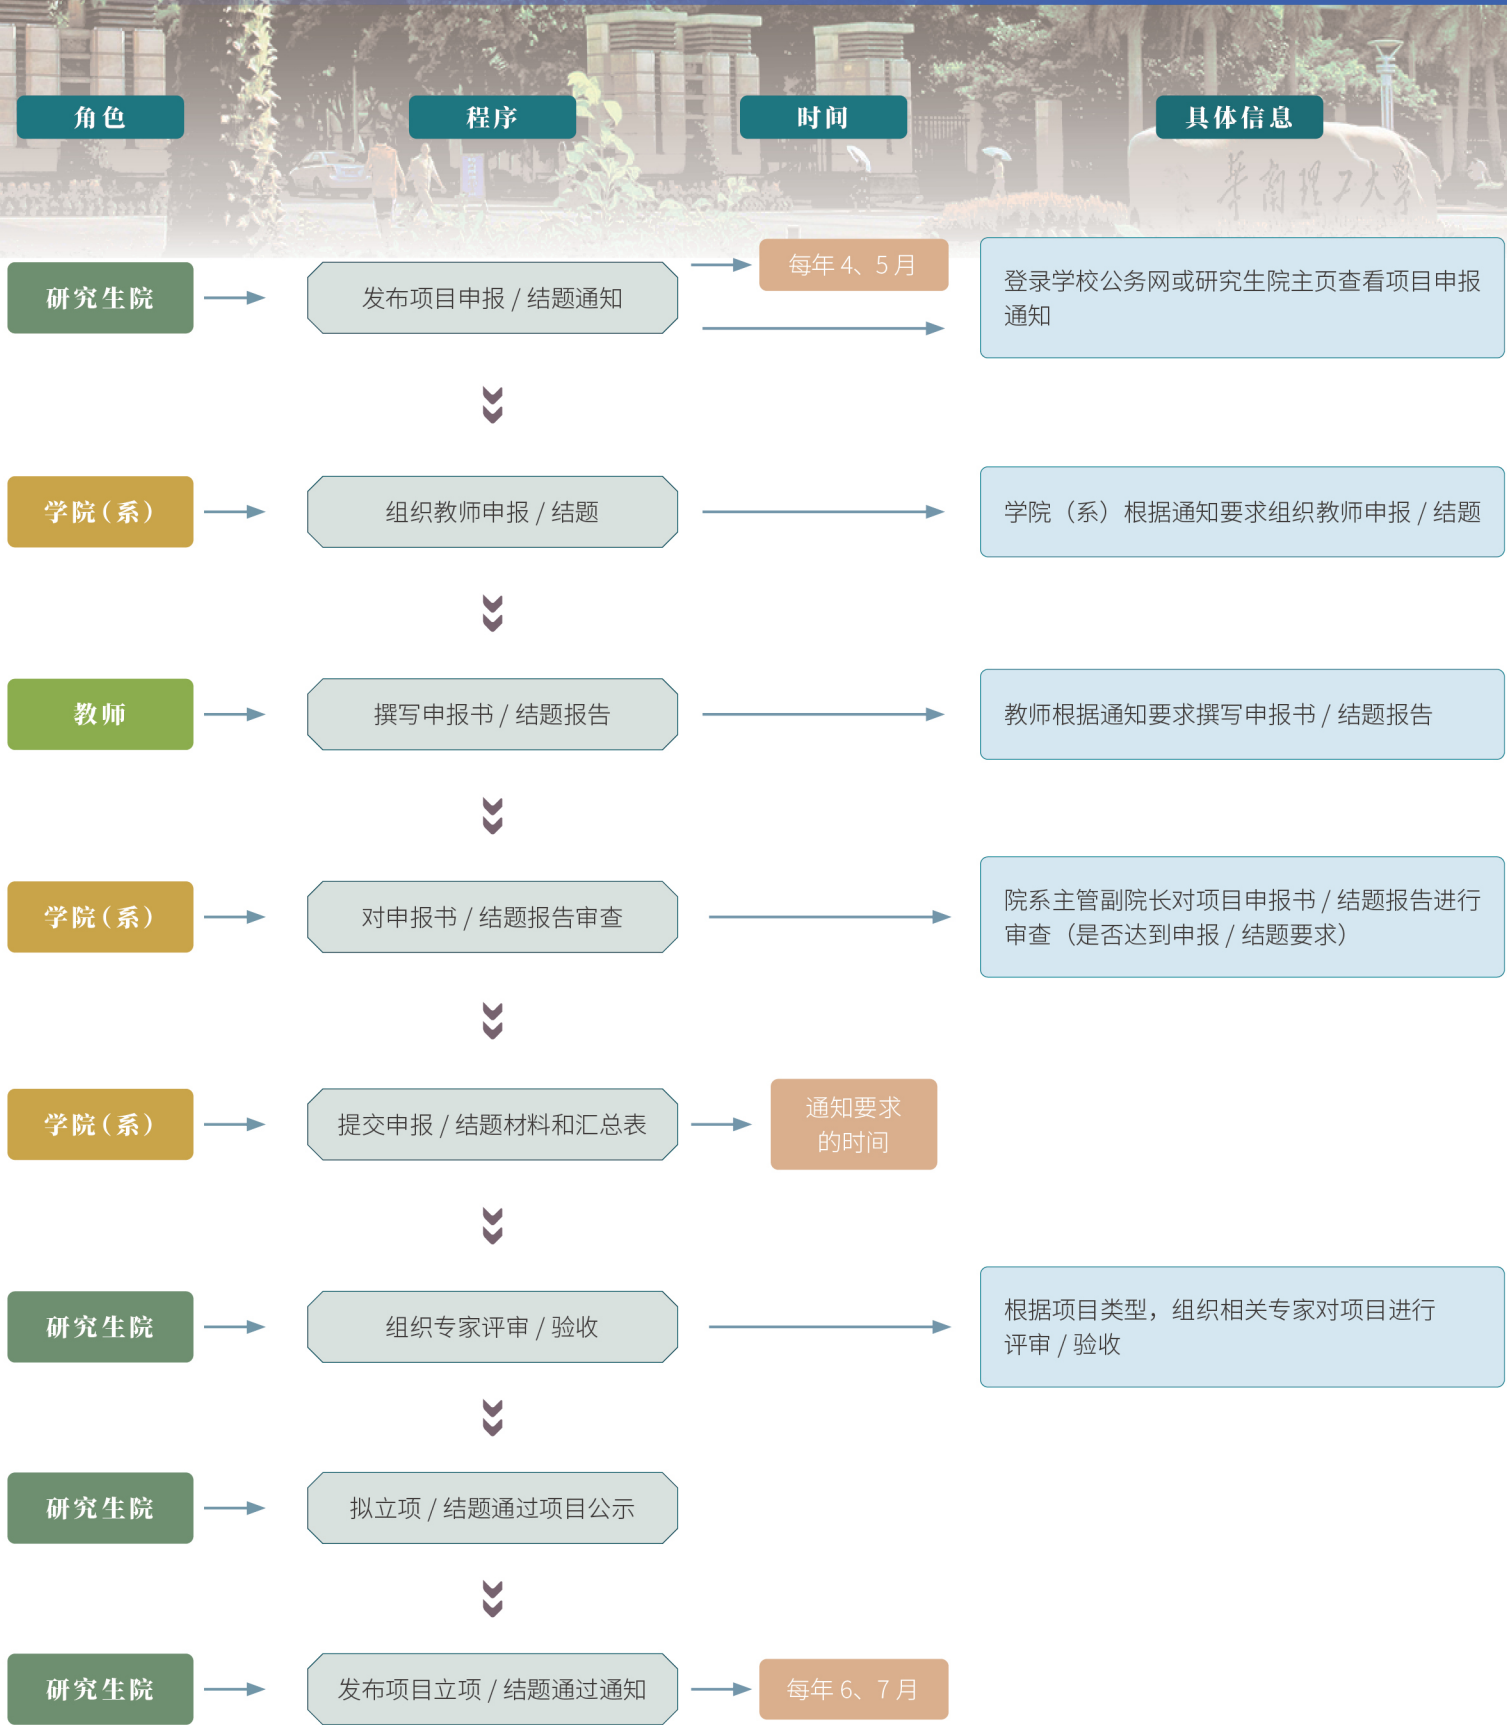 角色
程序
时间
具体信息
华南理工大学
研究生院
发布项目申报 / 结题通知
每年 4、5 月
登录学校公务网或研究生院主页查看项目申报
通知
学院（系）
组织教师申报 / 结题
学院（系）根据通知要求组织教师申报 / 结题
教师
撰写申报书 / 结题报告
教师根据通知要求撰写申报书 / 结题报告
学院（系）
对申报书 / 结题报告审查
院系主管副院长对项目申报书 / 结题报告进行
审查（是否达到申报 / 结题要求）
学院（系）
提交申报 / 结题材料和汇总表
通知要求
的时间
研究生院
组织专家评审 / 验收
根据项目类型，组织相关专家对项目进行
评审 / 验收
研究生院
拟立项 / 结题通过项目公示
研究生院
发布项目立项 / 结题通过通知
每年 6、7 月